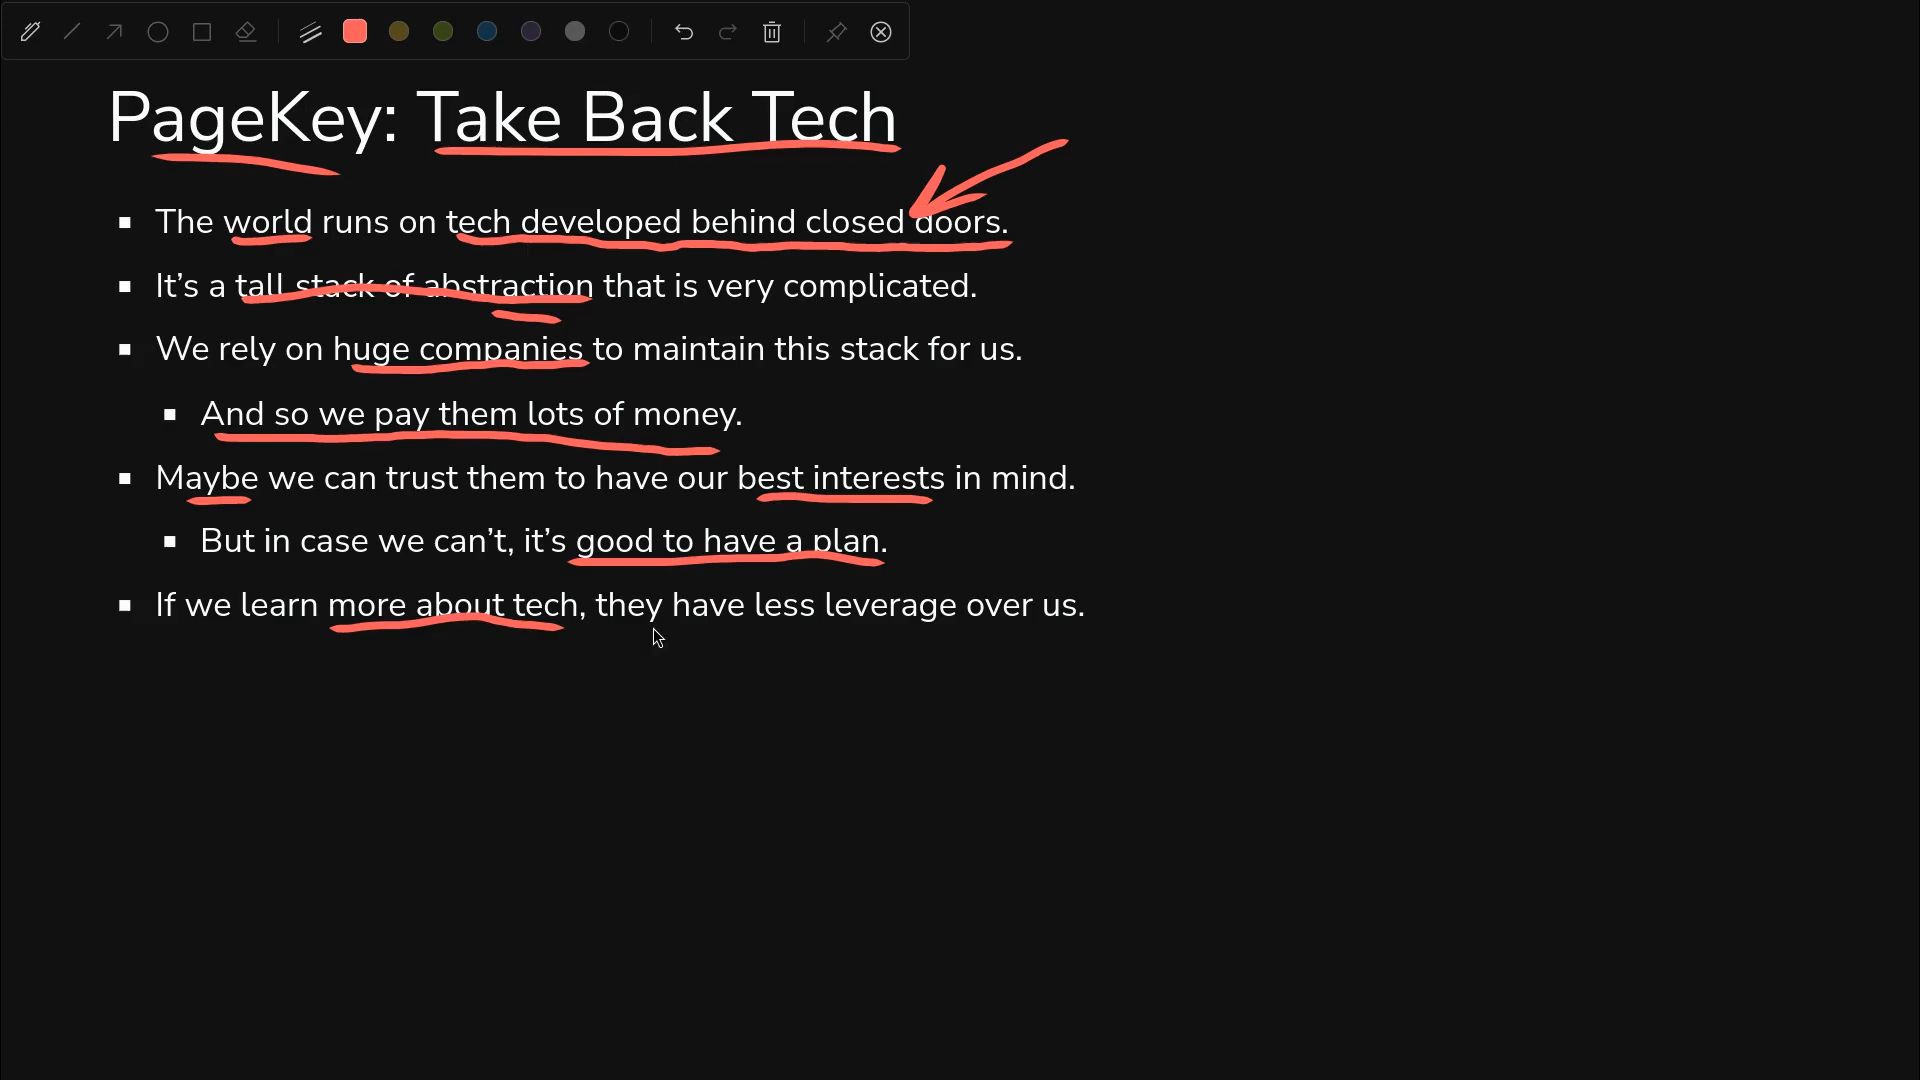 PageKey: Take Back Tech
The world runs on tech developed behind closed doors.
It’s a tall stack of abstraction that is very complicated.
We rely on huge companies to maintain this stack for us.
And so we pay them lots of money.
Maybe we can trust them to have our best interests in mind.
But in case we can’t, it’s good to have a plan.
If we learn more about tech, they have less leverage over us.